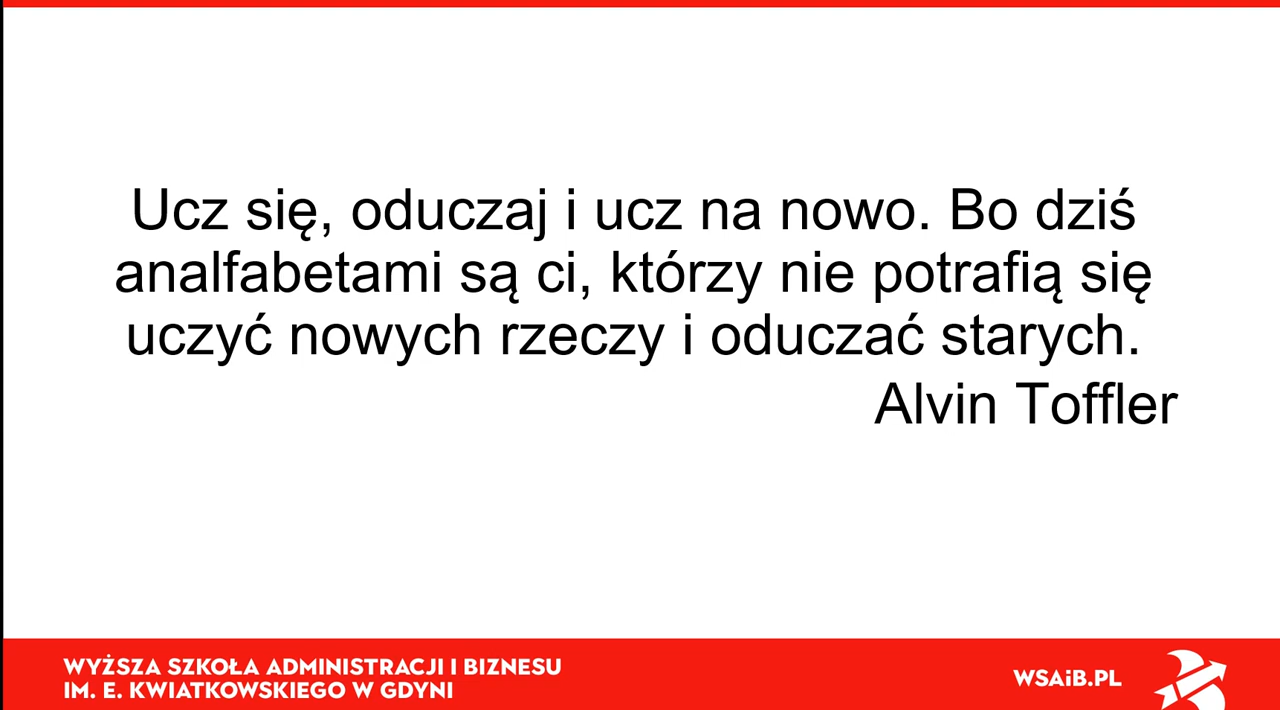 Ucz się, oduczaj i ucz na nowo. Bo dziś
analfabetami są ci, którzy nie potrafią się
uczyć nowych rzeczy i oduczać starych.
Alvin Toffler
WYŻSZA SZKOŁA ADMINISTRACJI I BIZNESU
IM. E. KWIATKOWSKIEGO W GDYNI
WSAiB.PL